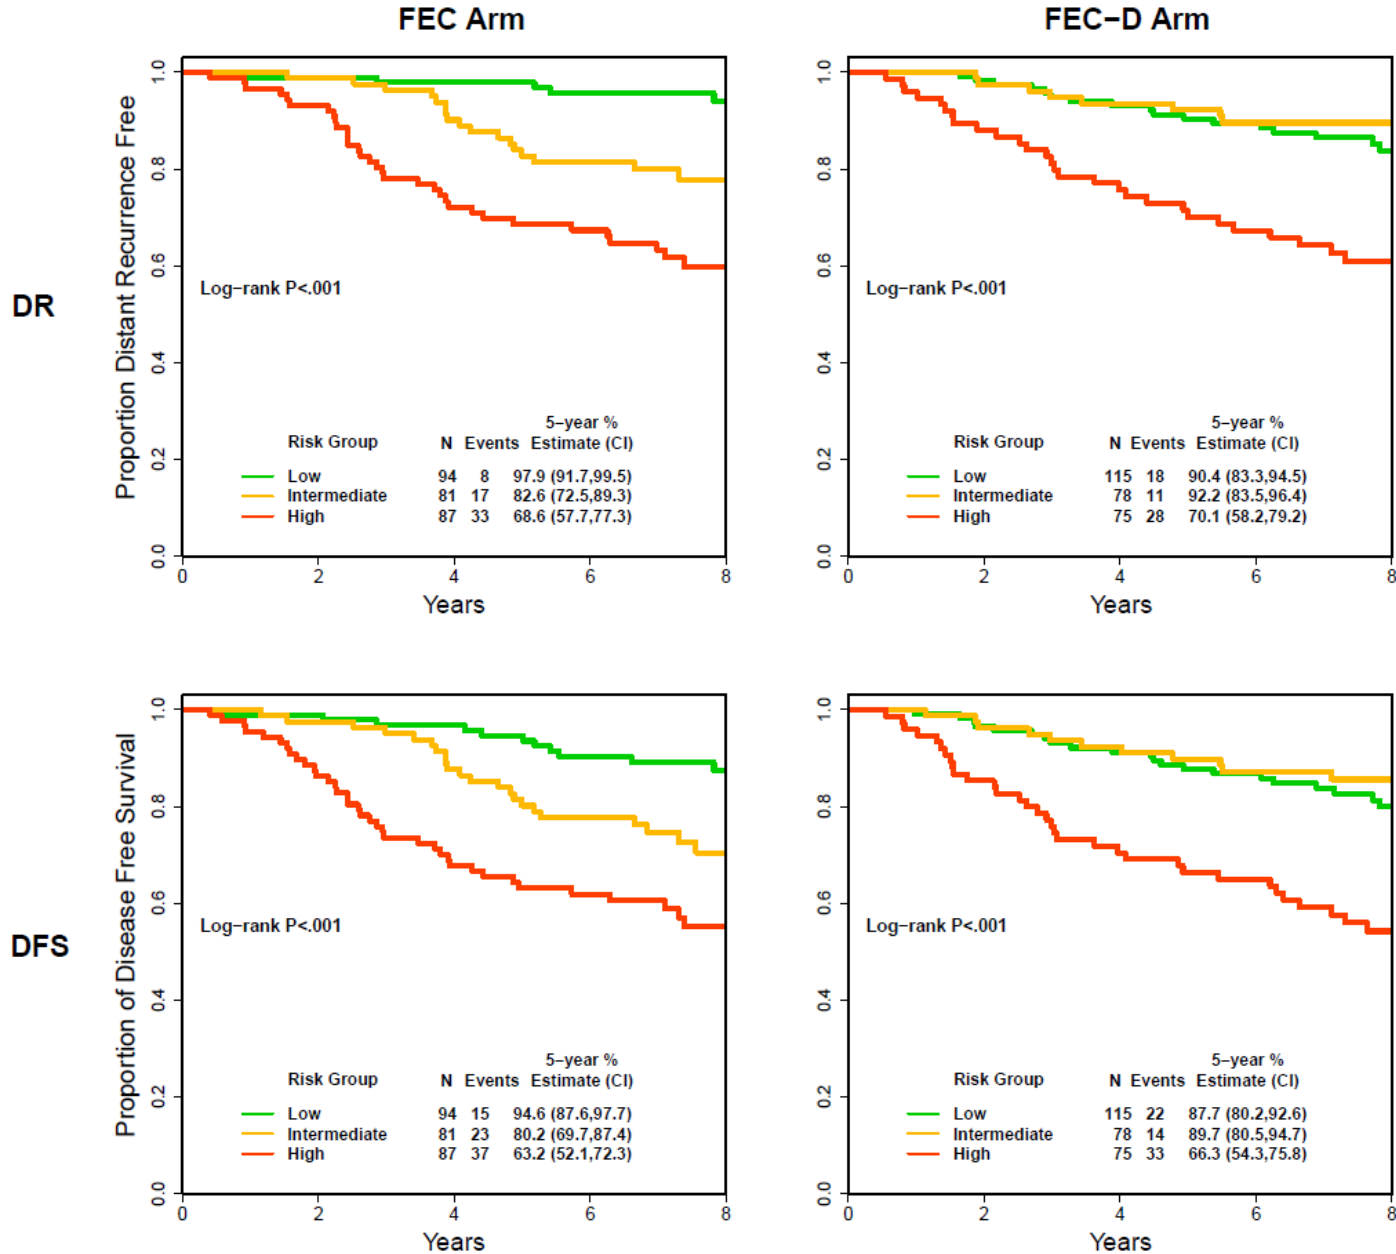 FEC Arm
FEC−D Arm
DR
Proportion Distant Recurrence Free
1.0
0.8
0.6
0.4
0.2
0.0
Log−rank P<.001
5−year %
Risk Group N Events Estimate (CI)
Low 94 8 97.9 (91.7,99.5)
Intermediate 81 17 82.6 (72.5,89.3)
High 87 33 68.6 (57.7,77.3)
0 2 4 6 8
Years
1.0
0.8
0.6
0.4
0.2
0.0
Log−rank P<.001
5−year %
Risk Group N Events Estimate (CI)
Low 115 18 90.4 (83.3,94.5)
Intermediate 78 11 92.2 (83.5,96.4)
High 75 28 70.1 (58.2,79.2)
0 2 4 6 8
Years
DFS
Proportion of Disease Free Survival
1.0
0.8
0.6
0.4
0.2
0.0
Log−rank P<.001
5−year %
Risk Group N Events Estimate (CI)
Low 94 15 94.6 (87.6,97.7)
Intermediate 81 23 80.2 (69.7,87.4)
High 87 37 63.2 (52.1,72.3)
0 2 4 6 8
Years
1.0
0.8
0.6
0.4
0.2
0.0
Log−rank P<.001
5−year %
Risk Group N Events Estimate (CI)
Low 115 22 87.7 (80.2,92.6)
Intermediate 78 14 89.7 (80.5,94.7)
High 75 33 66.3 (54.3,75.8)
0 2 4 6 8
Years